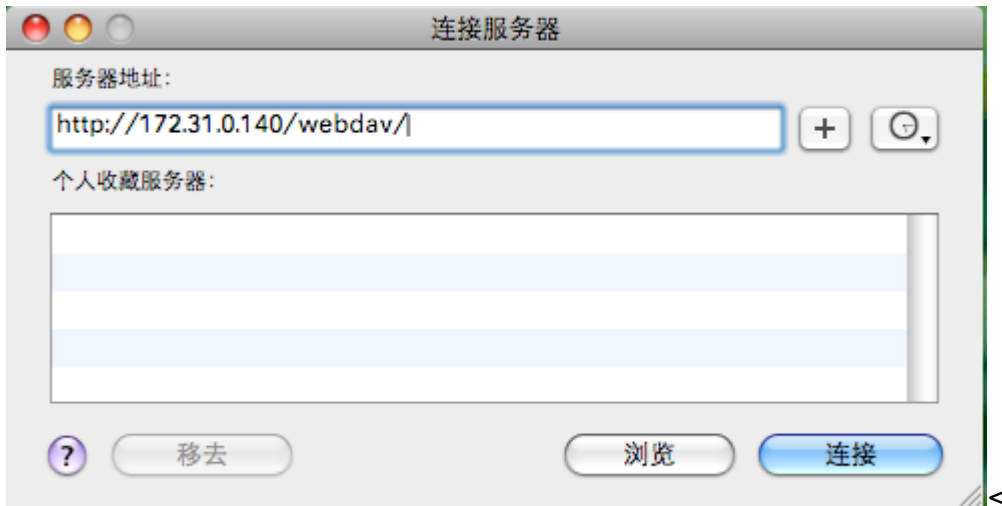 连接服务器
服务器地址:
http://172.31.0.140/webdav/
+
个人收藏服务器:
? 移去 浏览 连接
<